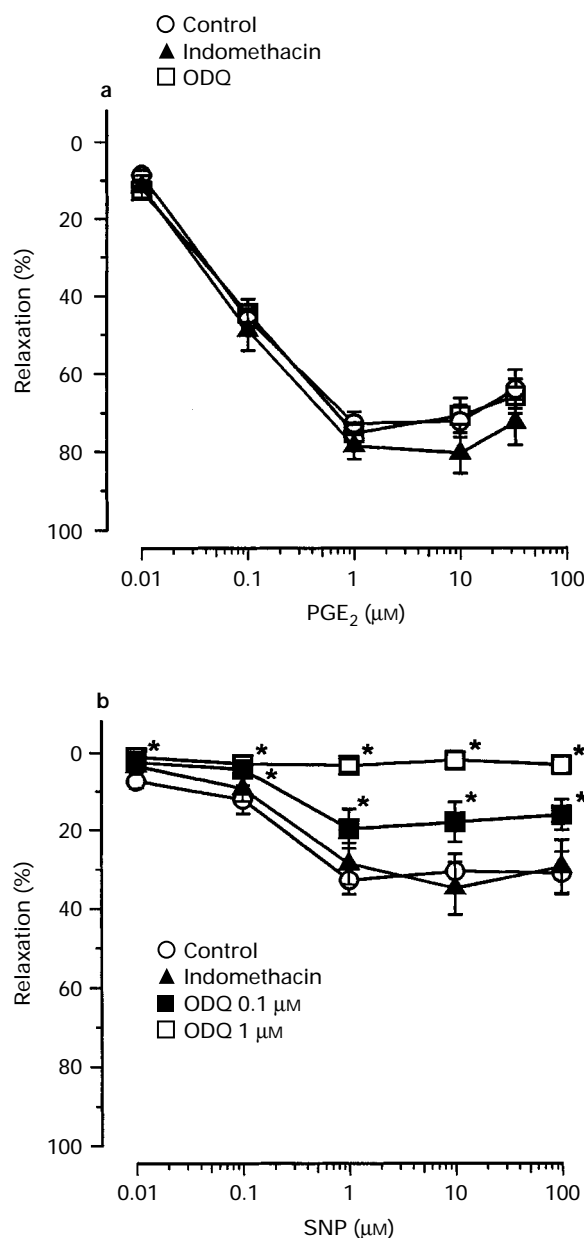 Control
Indomethacin
ODQ
a
0
20
40
60
80
100
Relaxation (%)
0.01 0.1 1 10 100
PGE₂ (μM)
b
0
20
40
60
80
100
Relaxation (%)
* * * * *
* * * *
Control
Indomethacin
ODQ 0.1 μM
ODQ 1 μM
0.01 0.1 1 10 100
SNP (μM)